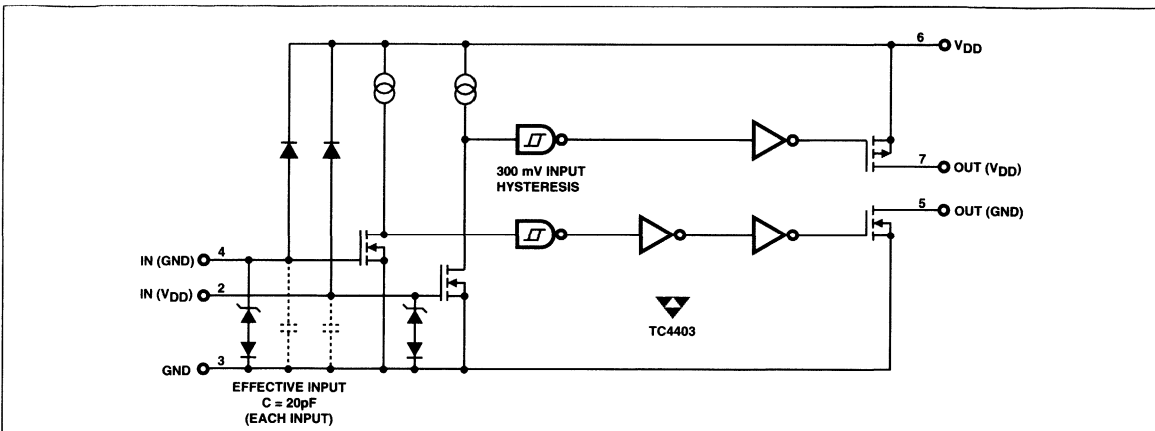 6 VDD
300 mV INPUT
HYSTERESIS
7 OUT (VDD)
5 OUT (GND)
IN (GND) 4
IN (VDD) 2
TC4403
GND 3
EFFECTIVE INPUT
C = 20pF
(EACH INPUT)